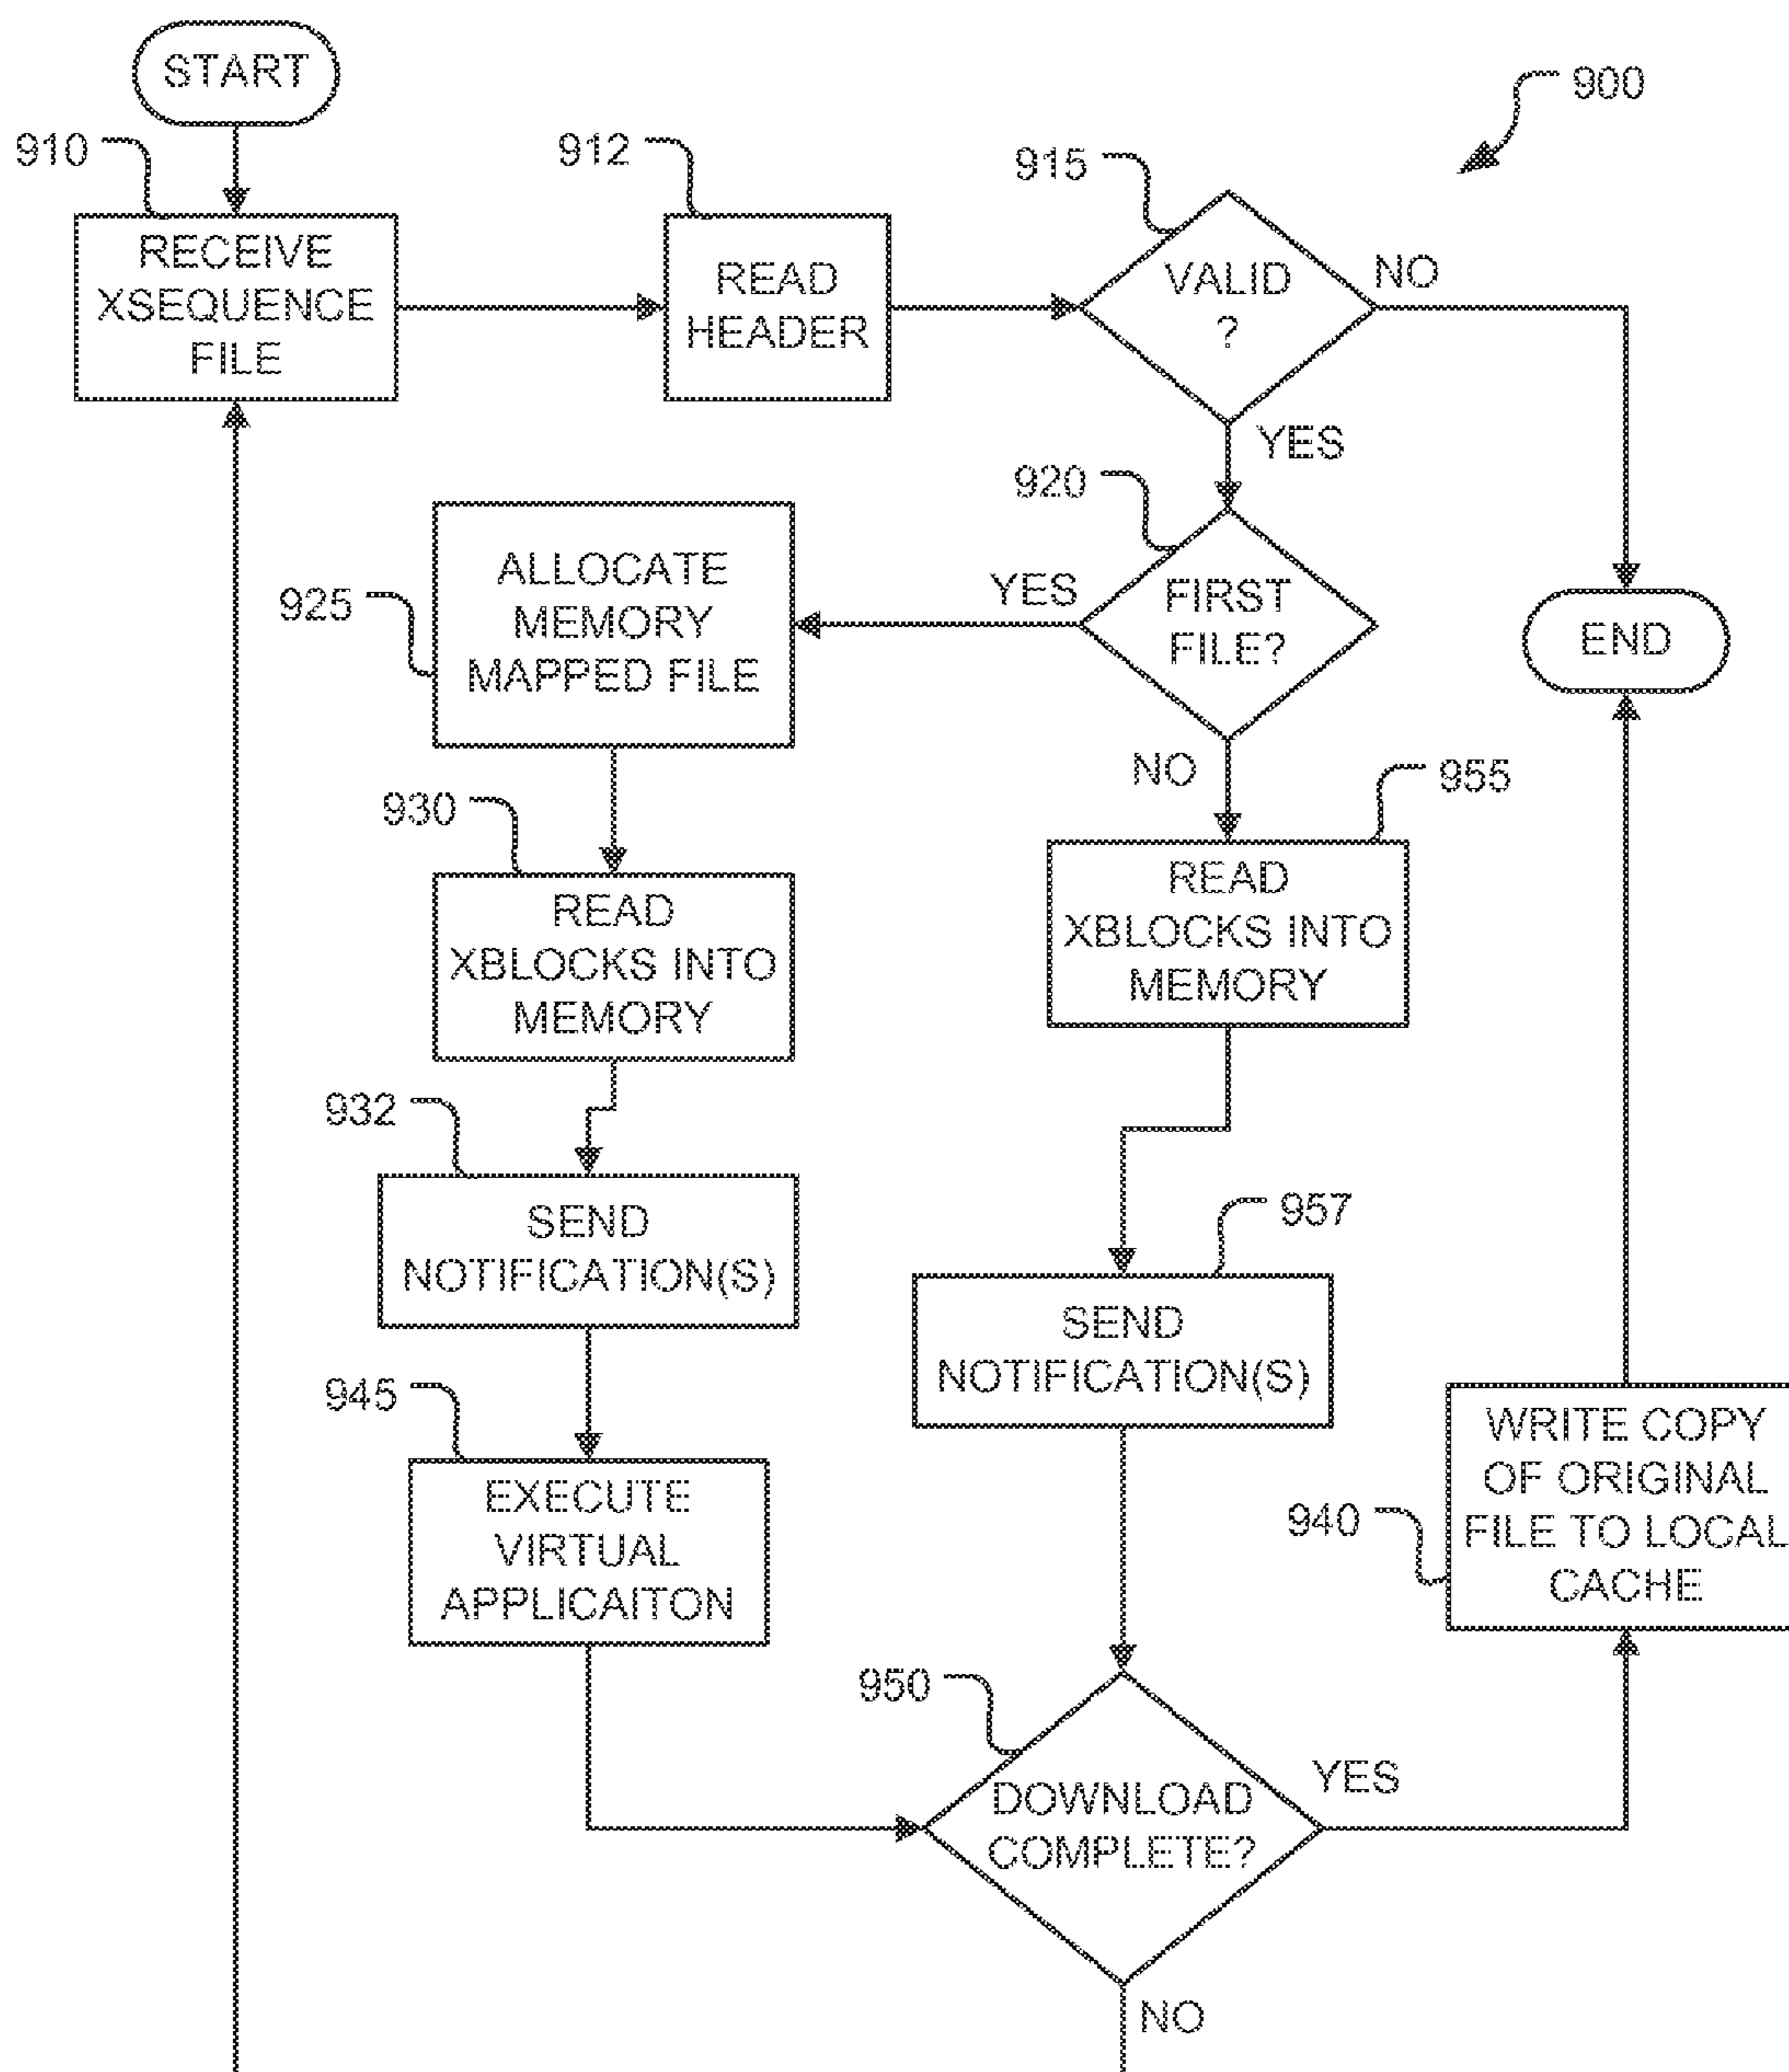 START
900
910
912
915
RECEIVE
XSEQUENCE
FILE
READ
HEADER
VALID
?
NO
YES
920
925
ALLOCATE
MEMORY
MAPPED FILE
YES
FIRST
FILE?
END
NO
955
930
READ
XBLOCKS INTO
MEMORY
READ
XBLOCKS INTO
MEMORY
932
SEND
NOTIFICATION(S)
957
SEND
NOTIFICATION(S)
945
EXECUTE
VIRTUAL
APPLICAITON
940
WRITE COPY
OF ORIGINAL
FILE TO LOCAL
CACHE
950
DOWNLOAD
COMPLETE?
YES
NO